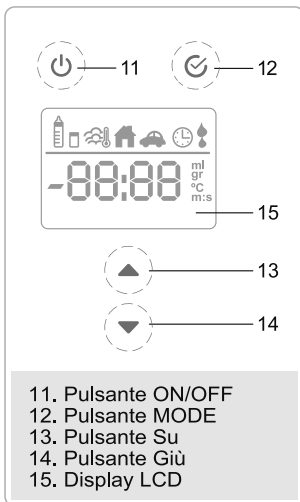 11
12
-88:88
ml
gr
°C
m:s
15
13
14
11. Pulsante ON/OFF
12. Pulsante MODE
13. Pulsante Su
14. Pulsante Giù
15. Display LCD